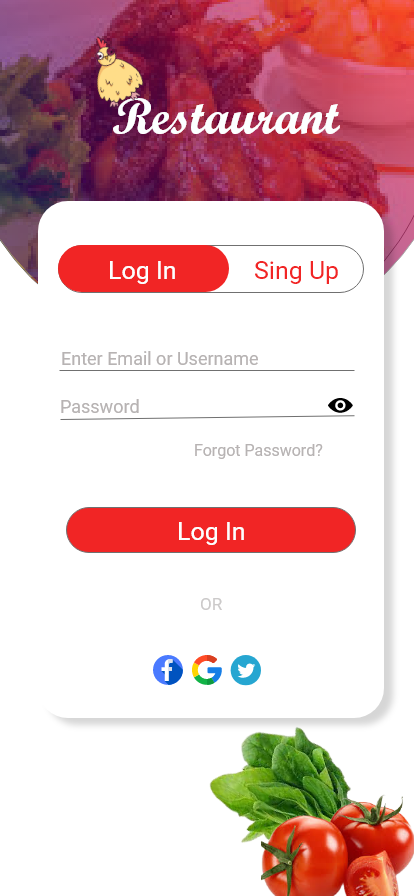 Restaurant
Log In
Sing Up
Enter Email or Username
Password
Forgot Password?
Log In
OR